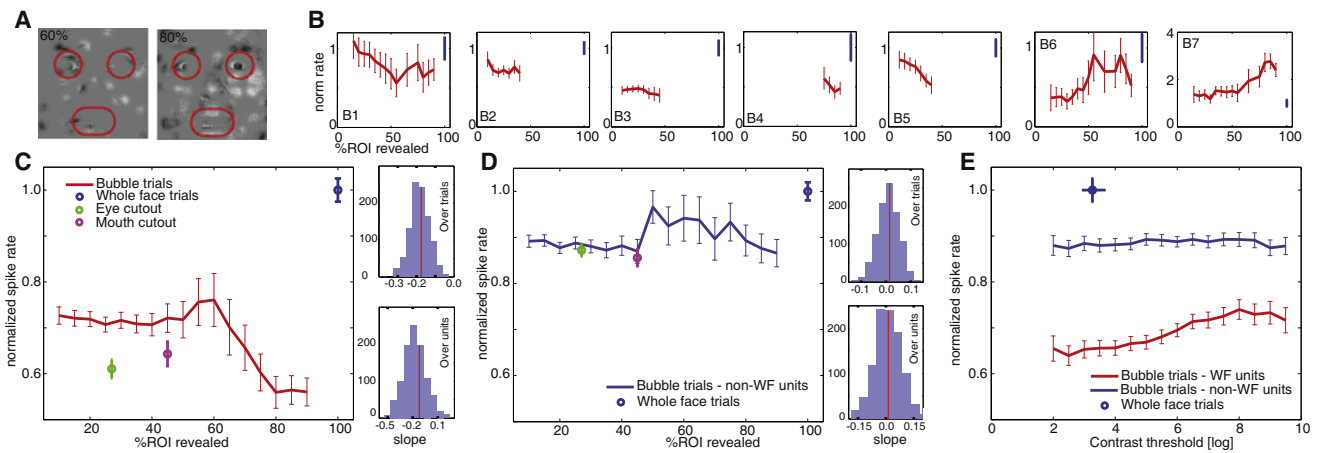 A
60%
80%
B
norm rate
1
0
B1
0
50
100
%ROI revealed
1
0
B2
0
50
100
1
0
B3
0
50
100
1
0
B4
0
50
100
1
0
B5
0
50
100
1
0
B6
0
50
100
4
2
0
B7
0
50
100
C
normalized spike rate
1.0
0.8
0.6
20
40
60
80
100
%ROI revealed
Bubble trials
Whole face trials
Eye cutout
Mouth cutout
200
100
0
-0.3
-0.2
0.0
Over trials
200
100
0
-0.5
-0.2
0.1
slope
Over units
D
normalized spike rate
1.0
0.8
0.6
20
40
60
80
100
%ROI revealed
Bubble trials - non-WF units
Whole face trials
200
100
0
-0.1
0.0
0.1
Over trials
200
100
0
-0.15
0.0
0.15
slope
Over units
E
normalized spike rate
1.0
0.8
0.6
0
2
4
6
8
10
Contrast threshold [log]
Bubble trials - WF units
Bubble trials - non-WF units
Whole face trials